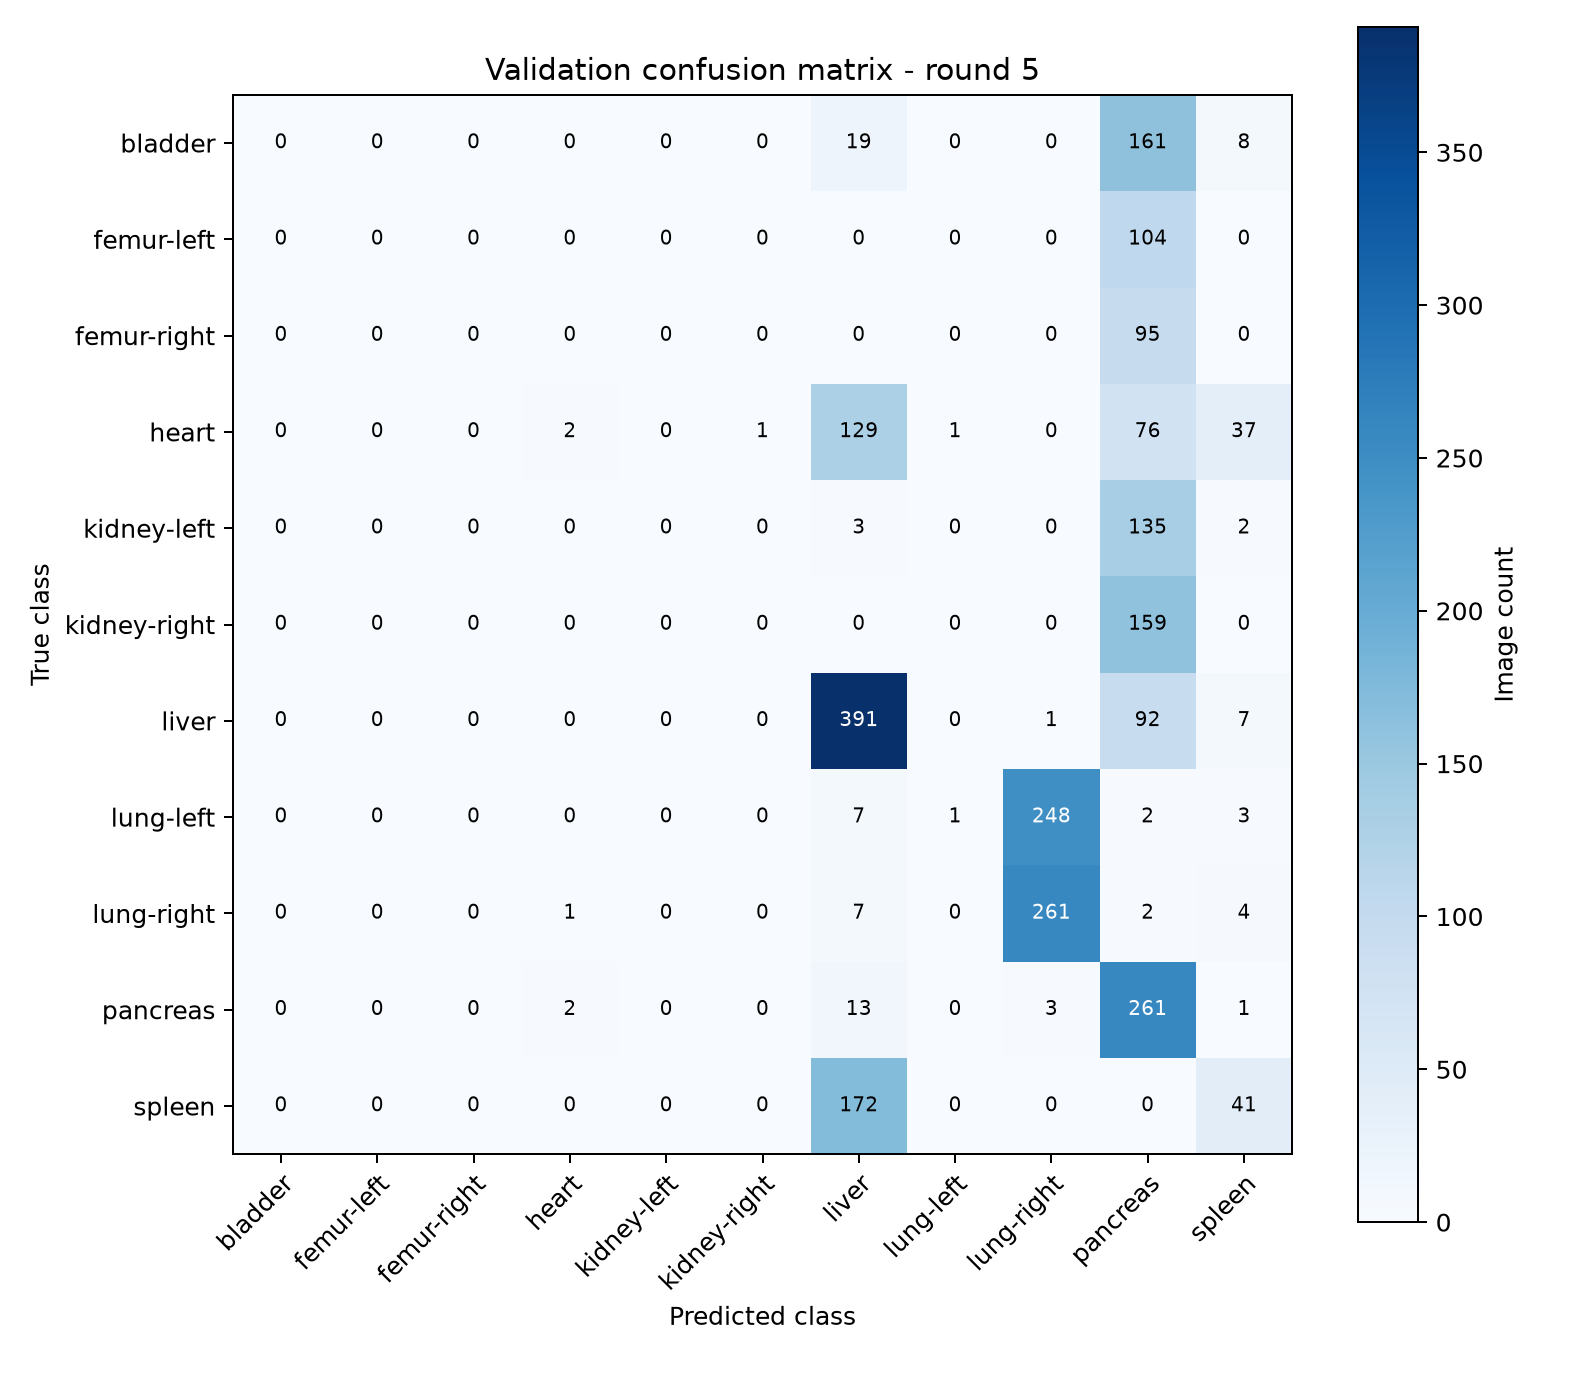 Validation confusion matrix - round 5
bladder 0 0 0 0 0 0 19 0 0 161 8
femur-left 0 0 0 0 0 0 0 0 0 104 0
femur-right 0 0 0 0 0 0 0 0 0 95 0
heart 0 0 0 2 0 1 129 1 0 76 37
kidney-left 0 0 0 0 0 0 3 0 0 135 2
kidney-right 0 0 0 0 0 0 0 0 0 159 0
liver 0 0 0 0 0 0 391 0 1 92 7
lung-left 0 0 0 0 0 0 7 1 248 2 3
lung-right 0 0 0 1 0 0 7 0 261 2 4
pancreas 0 0 0 2 0 0 13 0 3 261 1
spleen 0 0 0 0 0 0 172 0 0 0 41
True class
bladder femur-left femur-right heart kidney-left kidney-right liver lung-left lung-right pancreas spleen
Predicted class
350
300
250
200
150
100
50
0
Image count